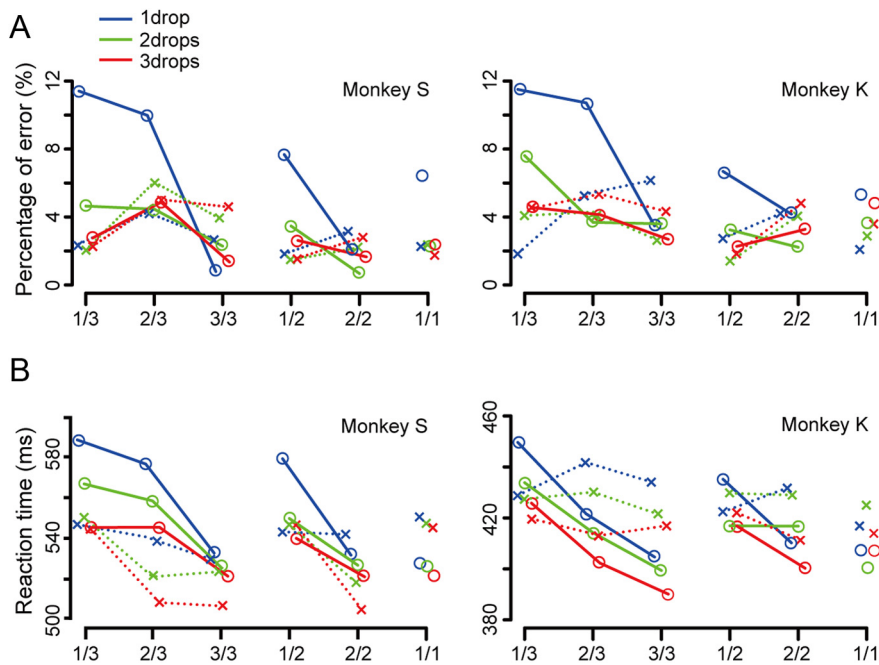 A
1drop
2drops
3drops
Percentage of error (%)
12
8
4
0
Monkey S
1/3 2/3 3/3 1/2 2/2 1/1
12
8
4
0
Monkey K
1/3 2/3 3/3 1/2 2/2 1/1
B
Reaction time (ms)
580
540
500
Monkey S
1/3 2/3 3/3 1/2 2/2 1/1
460
420
380
Monkey K
1/3 2/3 3/3 1/2 2/2 1/1